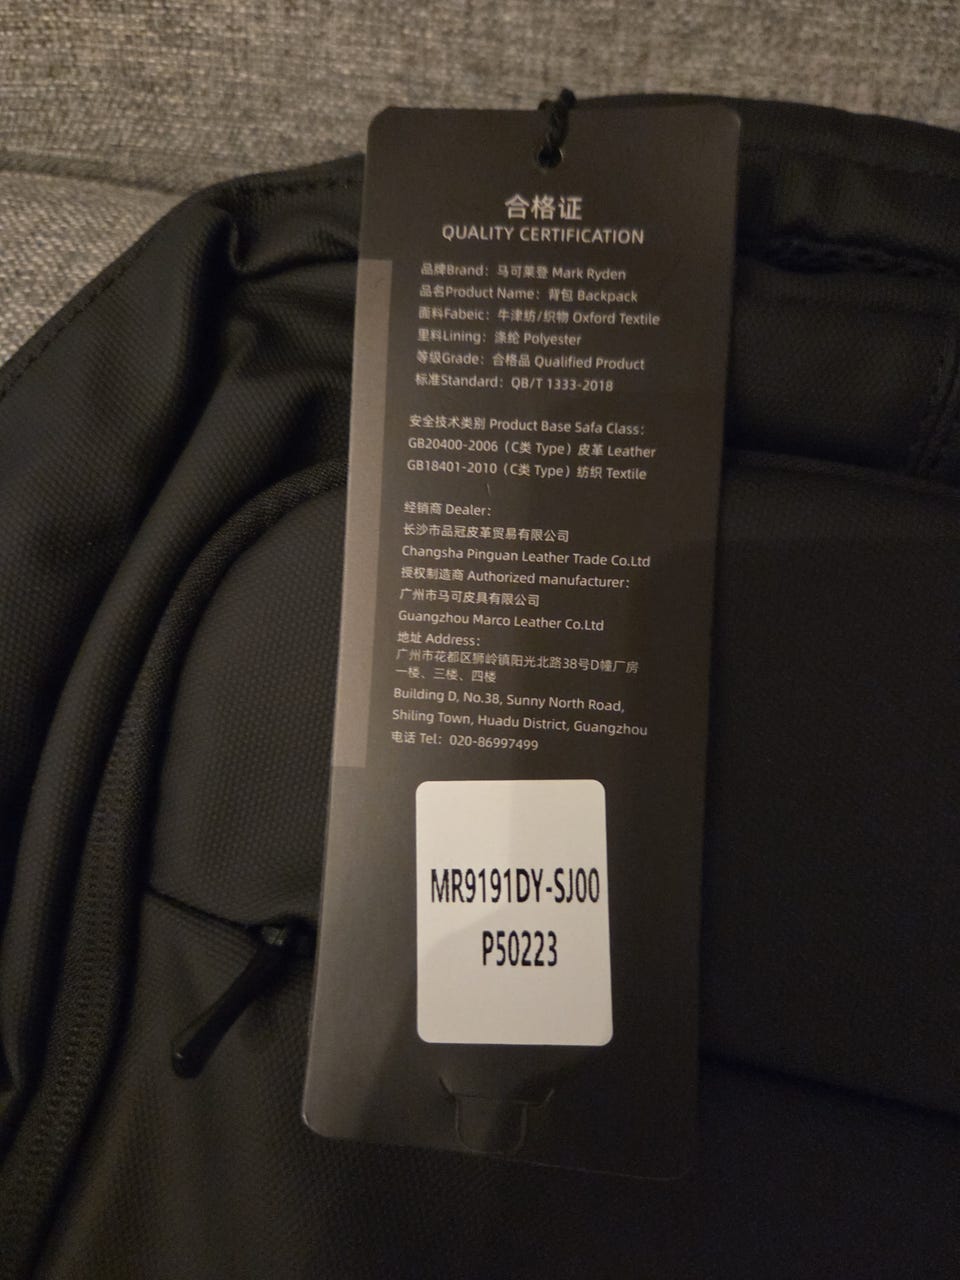 合格证
QUALITY CERTIFICATION
品牌Brand：马可莱登 Mark Ryden
品名Product Name：背包 Backpack
面料Fabeic：牛津纺/织物 Oxford Textile
里料Lining：涤纶 Polyester
等级Grade：合格品 Qualified Product
标准Standard：QB/T 1333-2018
安全技术类别 Product Base Safa Class：
GB20400-2006（C类 Type）皮革 Leather
GB18401-2010（C类 Type）纺织 Textile
经销商 Dealer：
长沙市品冠皮革贸易有限公司
Changsha Pinguan Leather Trade Co.Ltd
授权制造商 Authorized manufacturer：
广州市马可皮具有限公司
Guangzhou Marco Leather Co.Ltd
地址 Address：
广州市花都区狮岭镇阳光北路38号D幢厂房
一楼、三楼、四楼
Building D, No.38, Sunny North Road,
Shiling Town, Huadu District, Guangzhou
电话 Tel：020-86997499
MR9191DY-SJ00
P50223